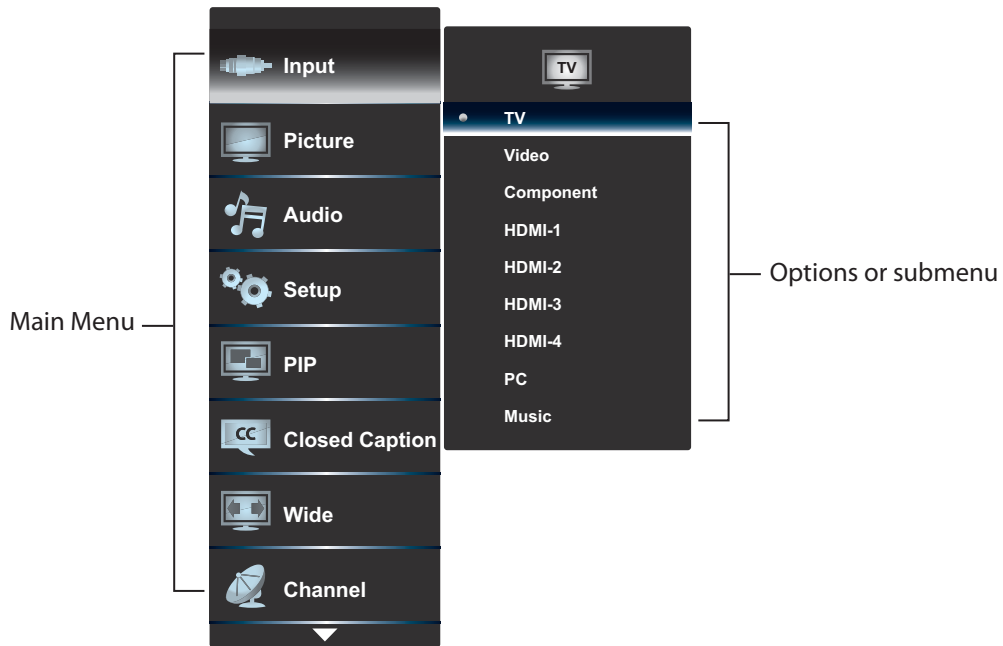 Main Menu
Input
Picture
Audio
Setup
PIP
CC
Closed Caption
Wide
Channel
TV
TV
Video
Component
HDMI-1
HDMI-2
HDMI-3
HDMI-4
PC
Music
Options or submenu